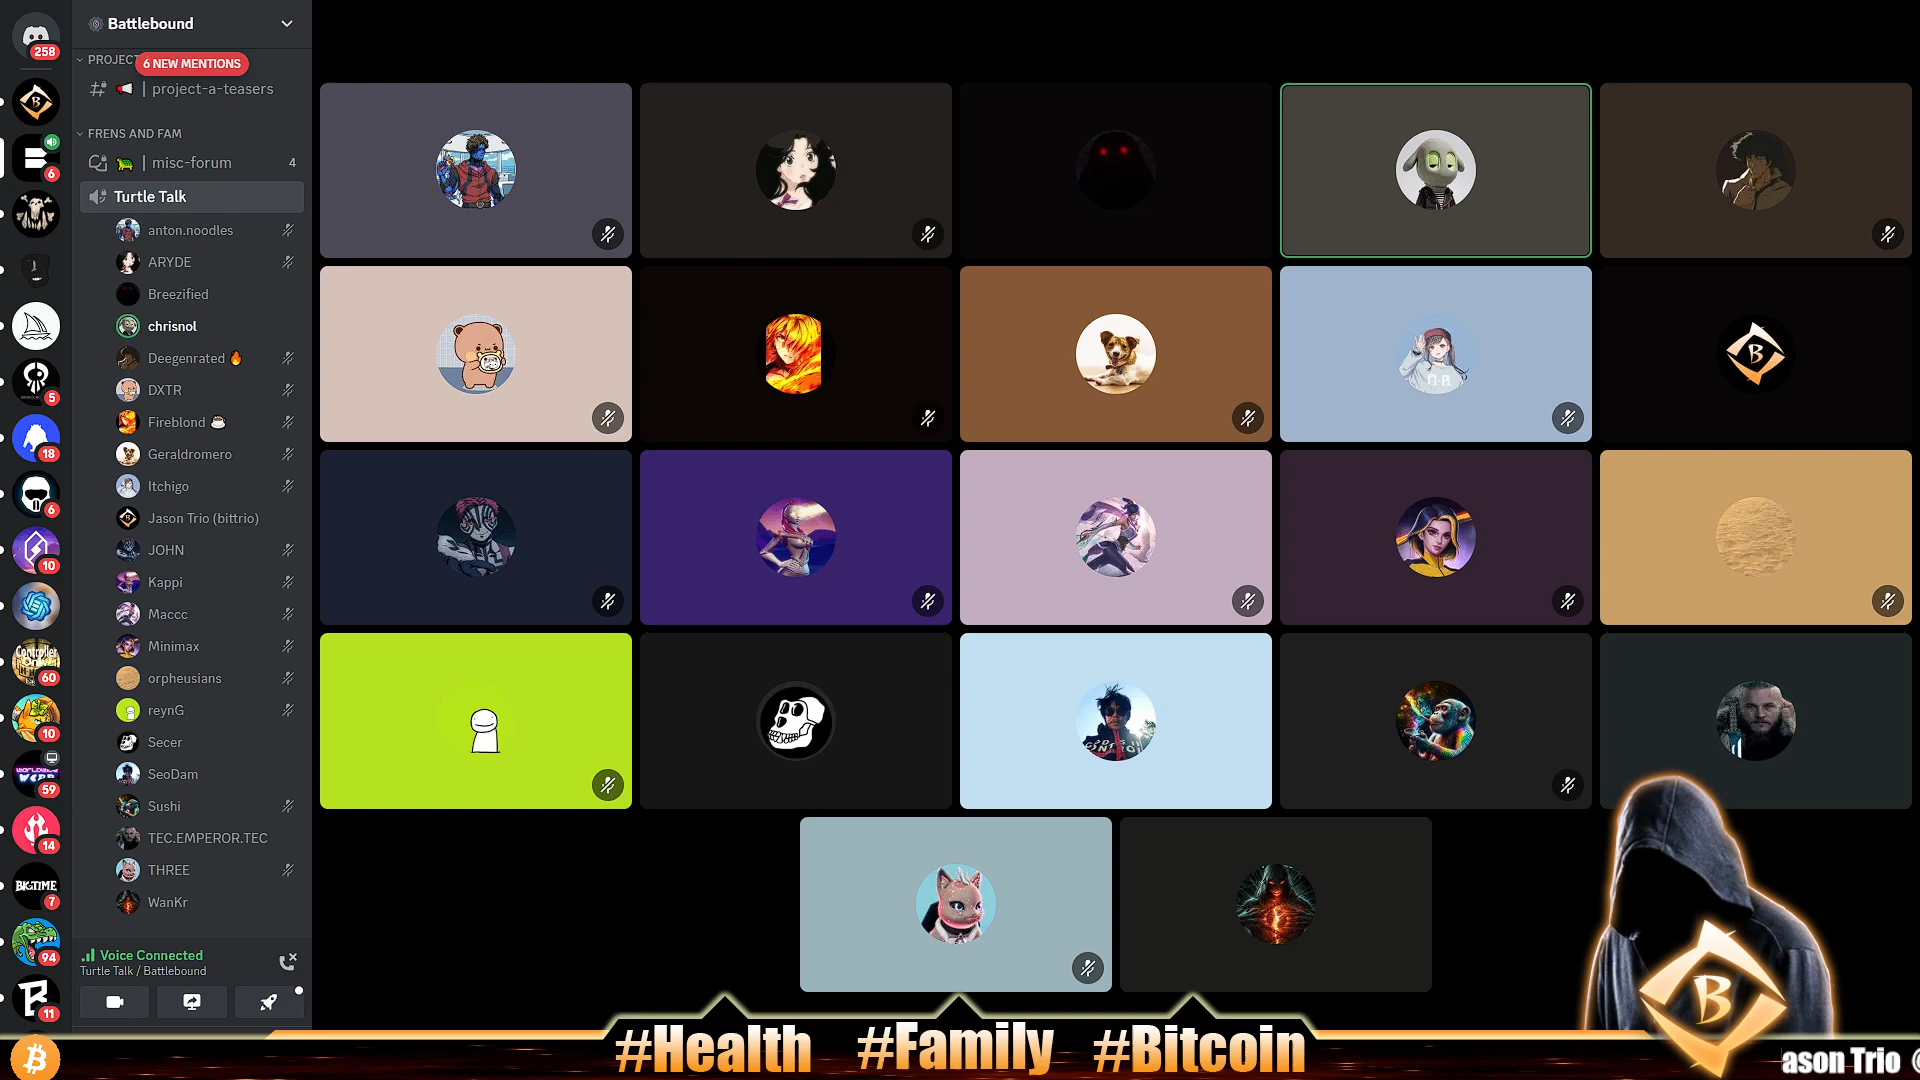 258
Battlebound
PROJECT
6 NEW MENTIONS
project-a-teasers
FRENS AND FAM
misc-forum 4
Turtle Talk
anton.noodles
ARYDE
Breezified
chrisnol
Deegenrated
DXTR
Fireblond
Geraldromero
Itchigo
Jason Trio (bittrio)
JOHN
Kappi
Maccc
Minimax
orpheusians
reynG
Secer
SeoDam
Sushi
TEC.EMPEROR.TEC
THREE
WanKr
Voice Connected
Turtle Talk / Battlebound
6
5
18
6
10
Controller
60
10
59
14
BIGTIME
7
94
11
B
B
#Health #Family #Bitcoin
ason Trio